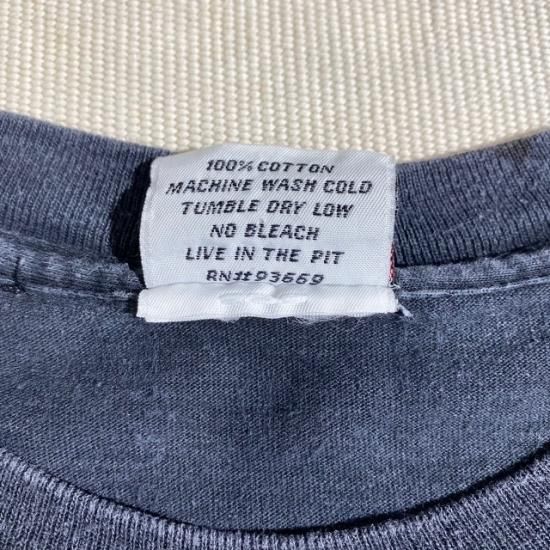 100% COTTON
MACHINE WASH COLD
TUMBLE DRY LOW
NO BLEACH
LIVE IN THE PIT
RN# 93669